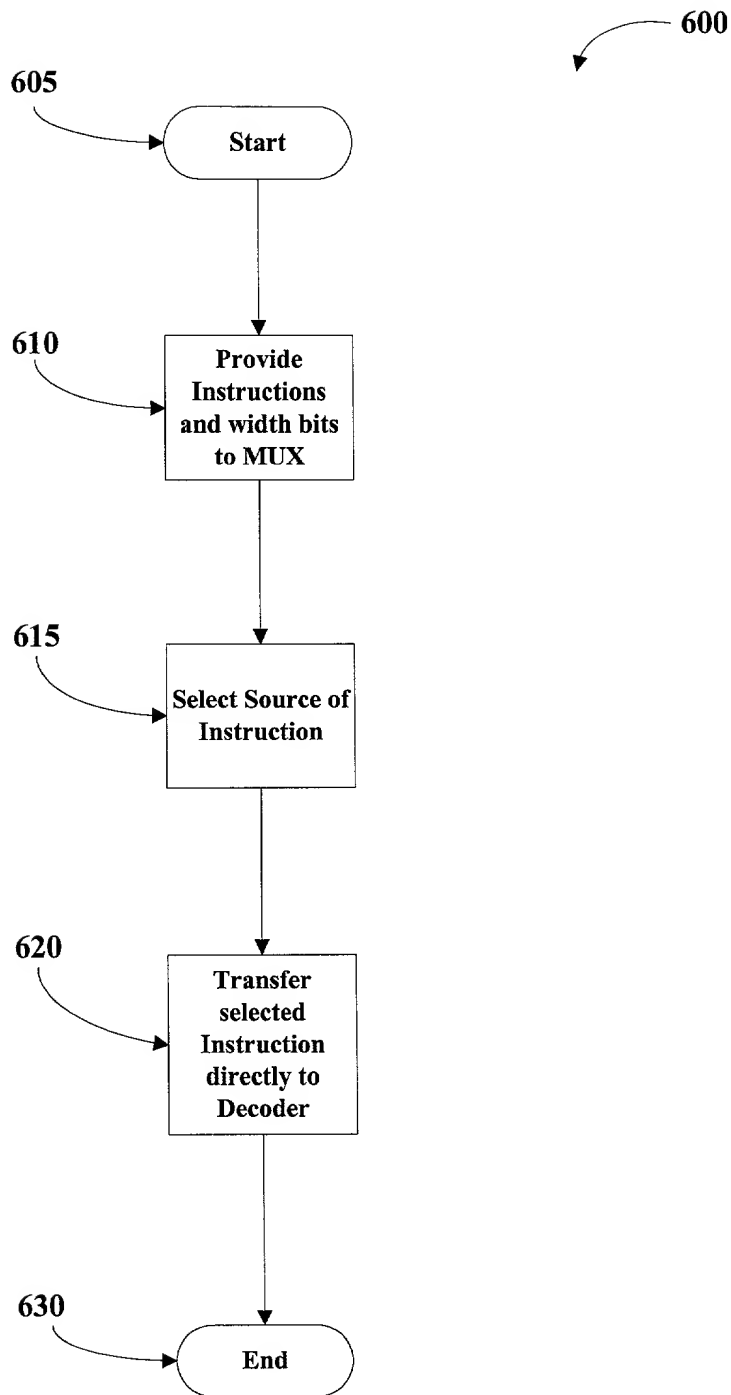 600
605
Start
610
Provide
Instructions
and width bits
to MUX
615
Select Source of
Instruction
620
Transfer
selected
Instruction
directly to
Decoder
630
End